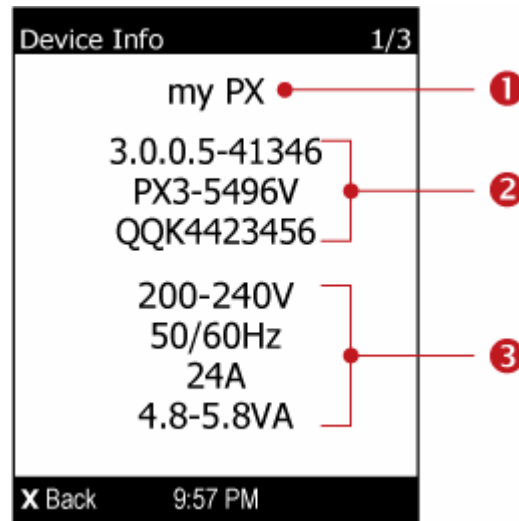 Device Info 1/3
my PX 1
3.0.0.5-41346
PX3-5496V 2
QQK4423456
200-240V
50/60Hz
24A 3
4.8-5.8VA
X Back 9:57 PM